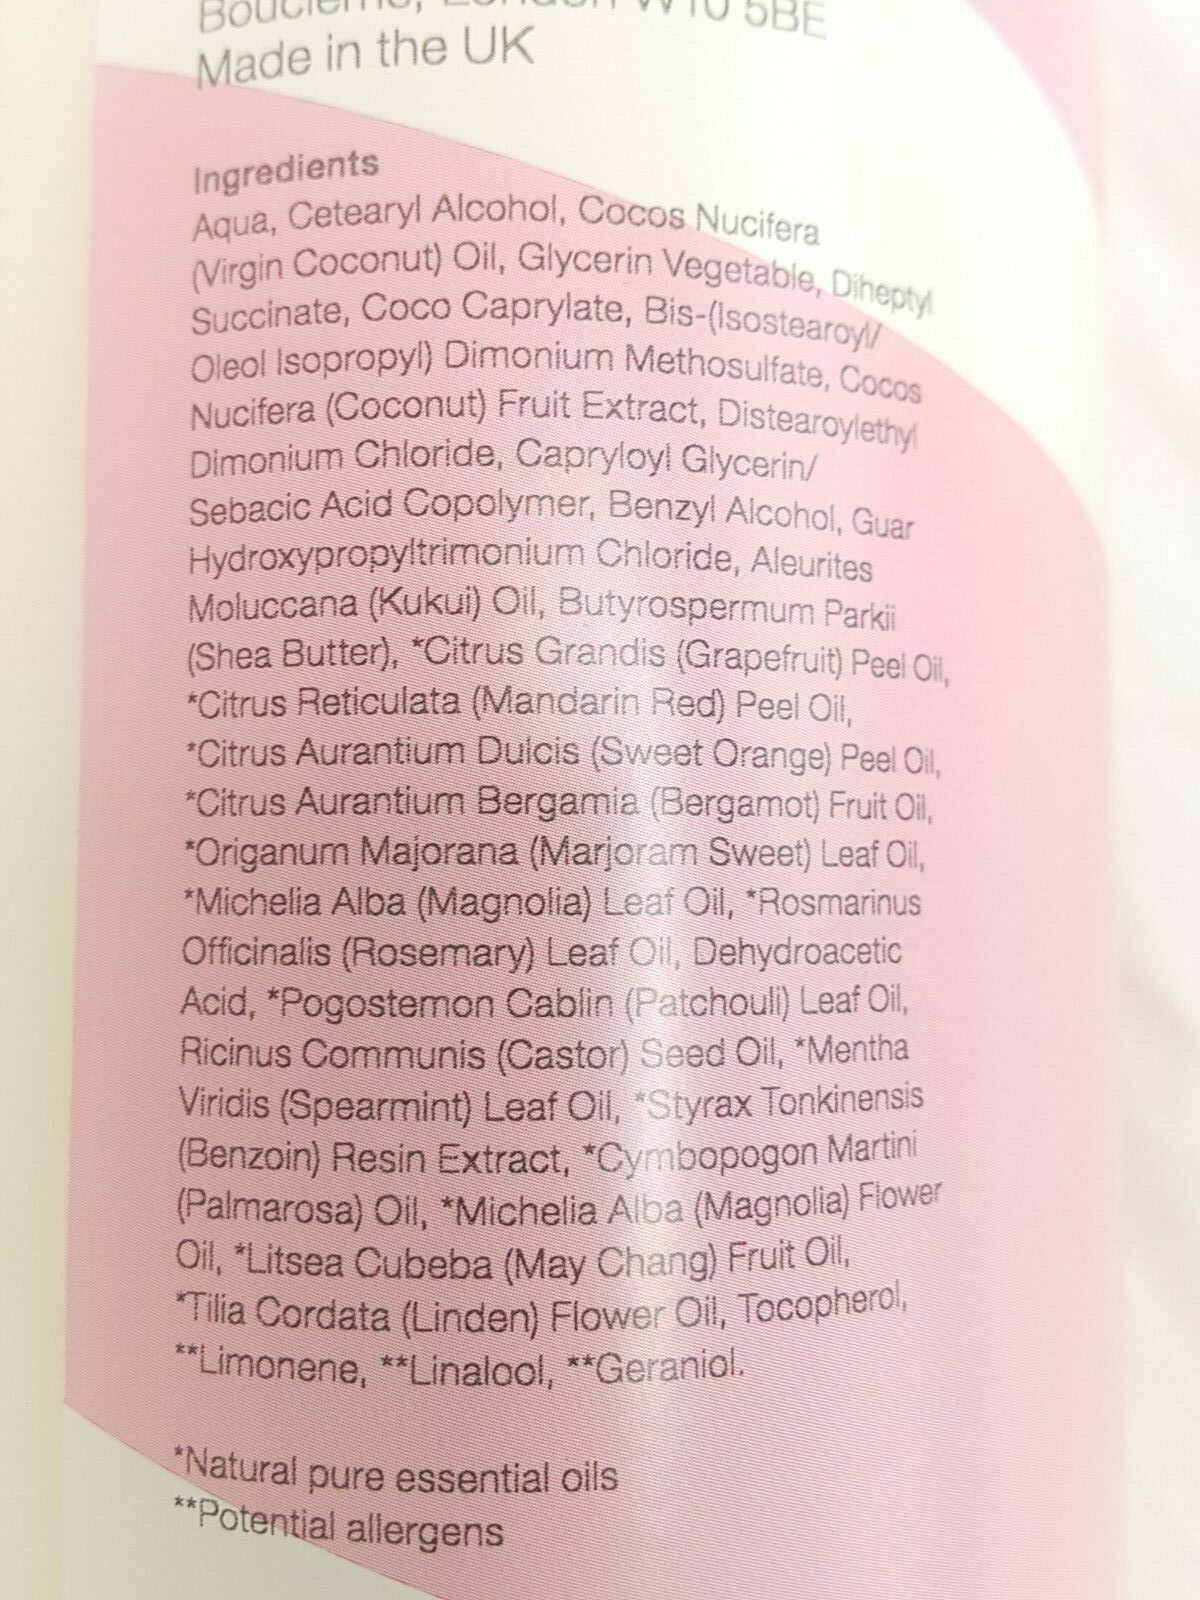 London W10 5BE
Made in the UK
Ingredients
Aqua, Cetearyl Alcohol, Cocos Nucifera
(Virgin Coconut) Oil, Glycerin Vegetable, Diheptyl
Succinate, Coco Caprylate, Bis-(Isostearoyl/
Oleol Isopropyl) Dimonium Methosulfate, Cocos
Nucifera (Coconut) Fruit Extract, Distearoylethyl
Dimonium Chloride, Capryloyl Glycerin/
Sebacic Acid Copolymer, Benzyl Alcohol, Guar
Hydroxypropyltrimonium Chloride, Aleurites
Moluccana (Kukui) Oil, Butyrospermum Parkii
(Shea Butter), *Citrus Grandis (Grapefruit) Peel Oil,
*Citrus Reticulata (Mandarin Red) Peel Oil,
*Citrus Aurantium Dulcis (Sweet Orange) Peel Oil,
*Citrus Aurantium Bergamia (Bergamot) Fruit Oil,
*Origanum Majorana (Marjoram Sweet) Leaf Oil,
*Michelia Alba (Magnolia) Leaf Oil, *Rosmarinus
Officinalis (Rosemary) Leaf Oil, Dehydroacetic
Acid, *Pogostemon Cablin (Patchouli) Leaf Oil,
Ricinus Communis (Castor) Seed Oil, *Mentha
Viridis (Spearmint) Leaf Oil, *Styrax Tonkinensis
(Benzoin) Resin Extract, *Cymbopogon Martini
(Palmarosa) Oil, *Michelia Alba (Magnolia) Flower
Oil, *Litsea Cubeba (May Chang) Fruit Oil,
*Tilia Cordata (Linden) Flower Oil, Tocopherol,
**Limonene, **Linalool, **Geraniol.
*Natural pure essential oils
**Potential allergens